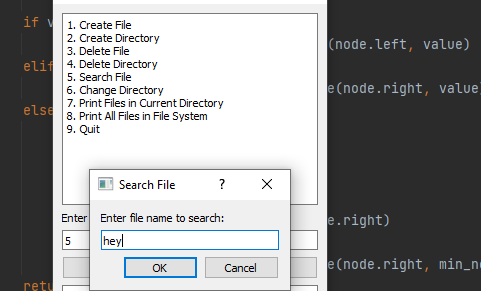 if v
(node.left, value)
elif
e(node.right, value)
else
e.right)
e(node.right, min_n
retu
1. Create File
2. Create Directory
3. Delete File
4. Delete Directory
5. Search File
6. Change Directory
7. Print Files in Current Directory
8. Print All Files in File System
9. Quit
Enter
5
Search File
?
Enter file name to search:
hey
OK
Cancel